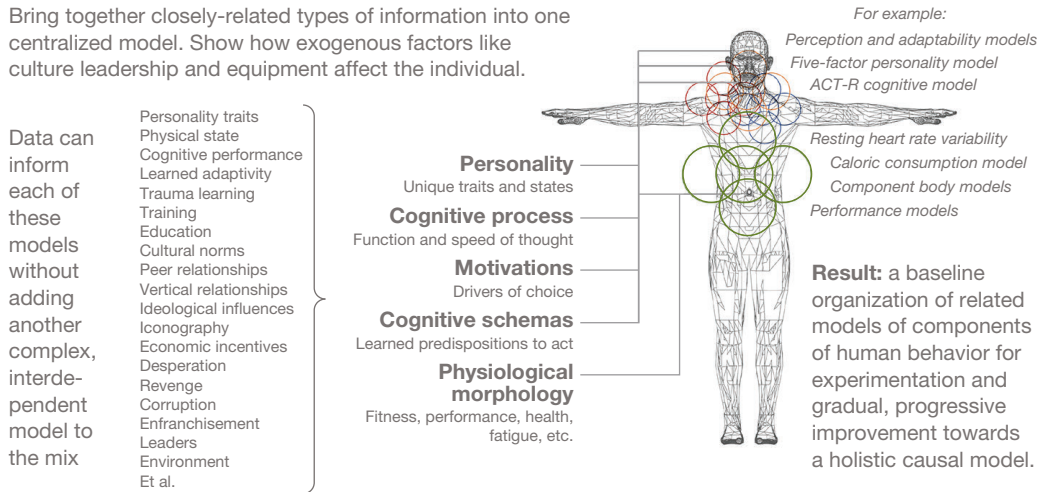 Bring together closely-related types of information into one
centralized model. Show how exogenous factors like
culture leadership and equipment affect the individual.
Data can
inform
each of
these
models
without
adding
another
complex,
interde-
pendent
model to
the mix
Personality traits
Physical state
Cognitive performance
Learned adaptivity
Trauma learning
Training
Education
Cultural norms
Peer relationships
Vertical relationships
Ideological influences
Iconography
Economic incentives
Desperation
Revenge
Corruption
Enfranchisement
Leaders
Environment
Et al.
Personality
Unique traits and states
Cognitive process
Function and speed of thought
Motivations
Drivers of choice
Cognitive schemas
Learned predispositions to act
Physiological
morphology
Fitness, performance, health,
fatigue, etc.
For example:
Perception and adaptability models
Five-factor personality model
ACT-R cognitive model
Resting heart rate variability
Caloric consumption model
Component body models
Performance models
Result: a baseline
organization of related
models of components
of human behavior for
experimentation and
gradual, progressive
improvement towards
a holistic causal model.